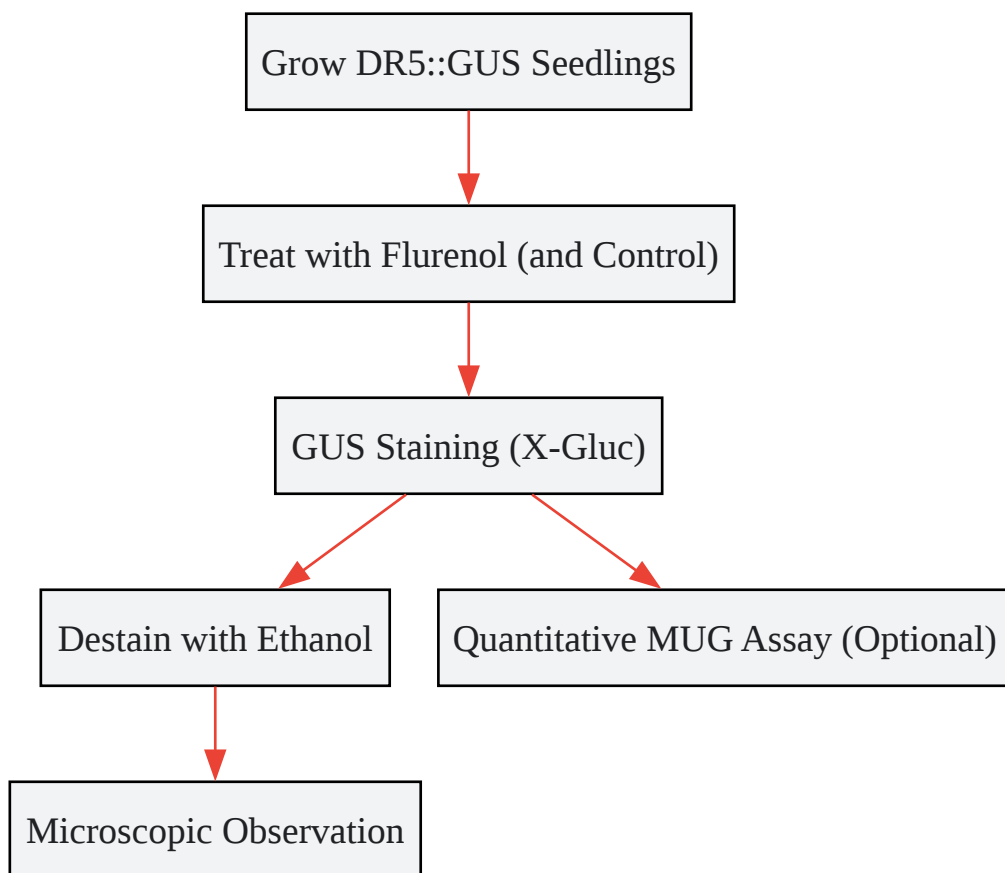 Grow DR5::GUS Seedlings
Treat with Flurenol (and Control)
GUS Staining (X-Gluc)
Destain with Ethanol
Quantitative MUG Assay (Optional)
Microscopic Observation